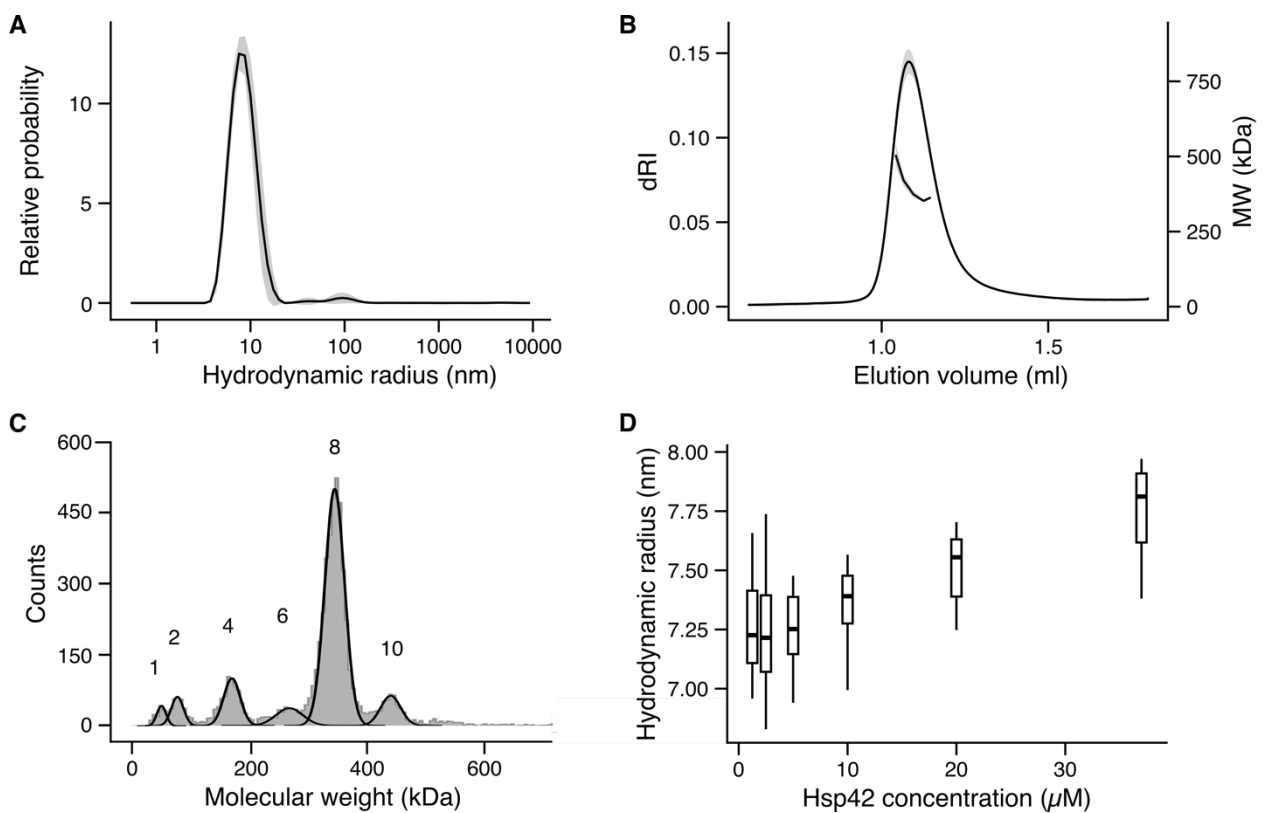 A
Relative probability
10
5
0
1 10 100 1000 10000
Hydrodynamic radius (nm)
B
dRI
0.15
0.10
0.05
0.00
750
500
250
0
MW (kDa)
1.0 1.5
Elution volume (ml)
C
Counts
600
450
300
150
0
1
2
4
6
8
10
0 200 400 600
Molecular weight (kDa)
D
Hydrodynamic radius (nm)
8.00
7.75
7.50
7.25
7.00
0 10 20 30
Hsp42 concentration (µM)